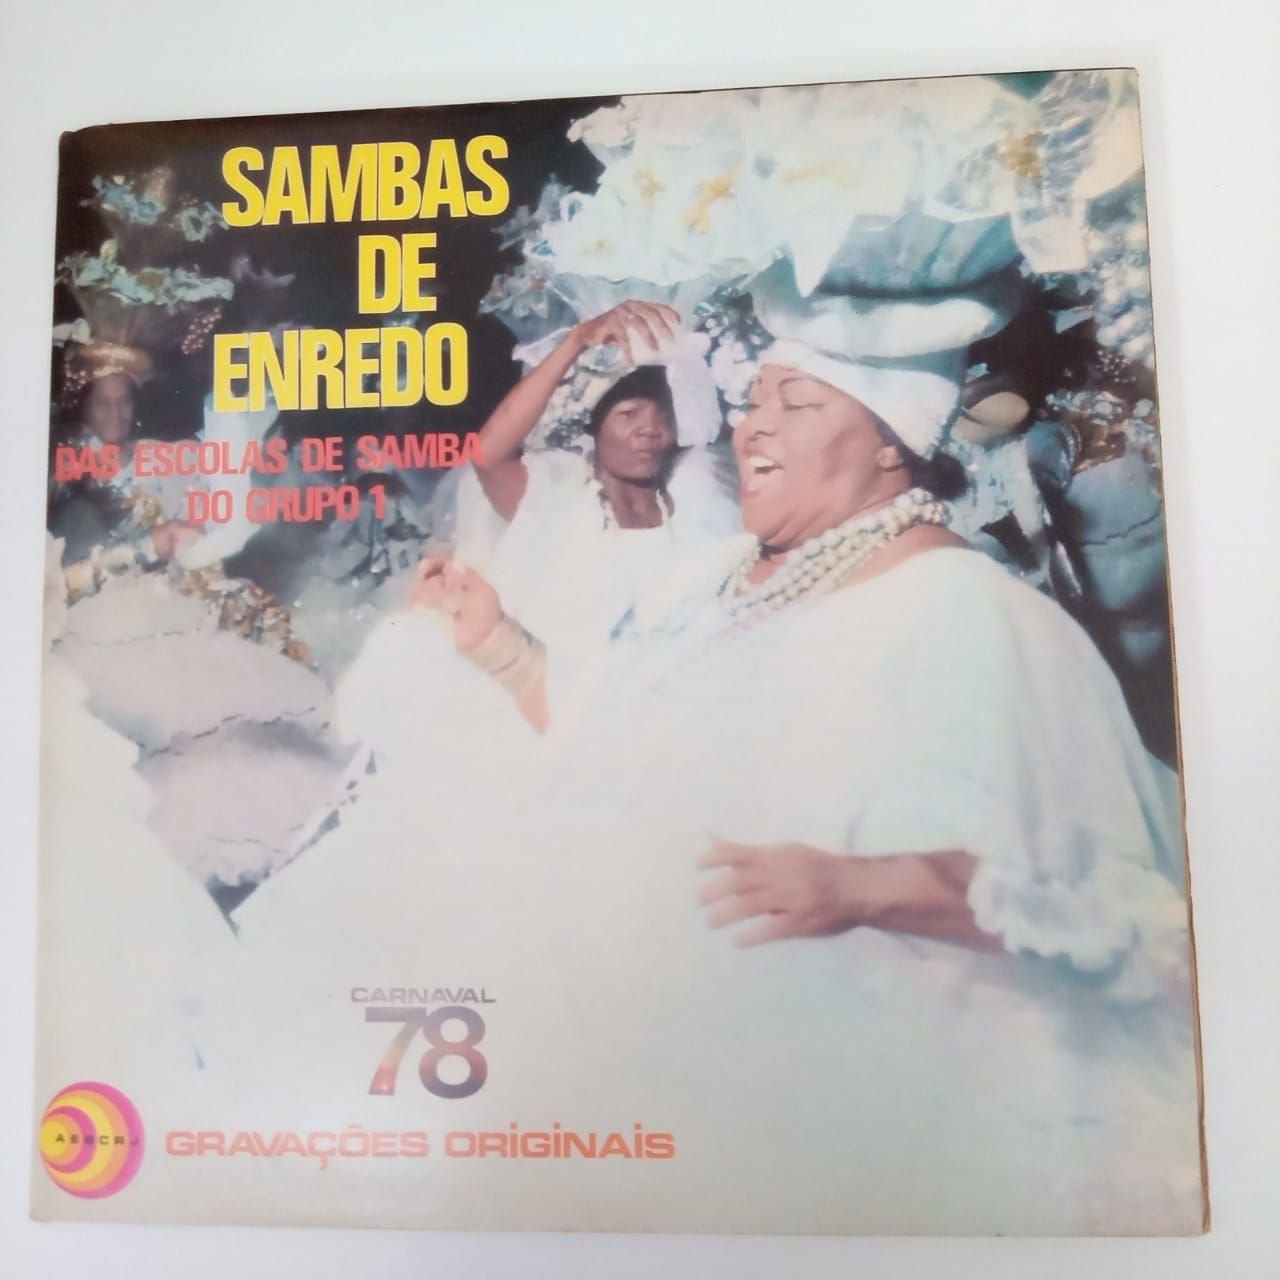 SAMBAS
DE
ENREDO
DAS ESCOLAS DE SAMBA
DO GRUPO 1
CARNAVAL
78
AESCRJ
GRAVAÇÕES ORIGINAIS